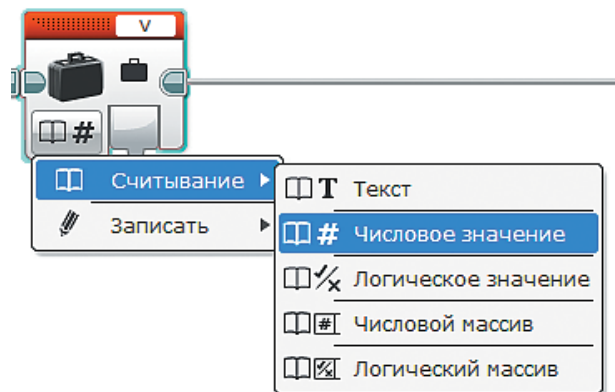 V
#
Считывание
Записать
T Текст
# Числовое значение
Логическое значение
# Числовой массив
Логический массив